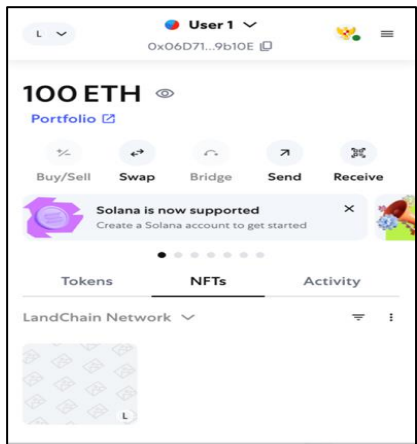 L
User 1
0x06D71...9b10E
100 ETH
Portfolio
Buy/Sell Swap Bridge Send Receive
Solana is now supported
Create a Solana account to get started
Tokens NFTs Activity
LandChain Network
L